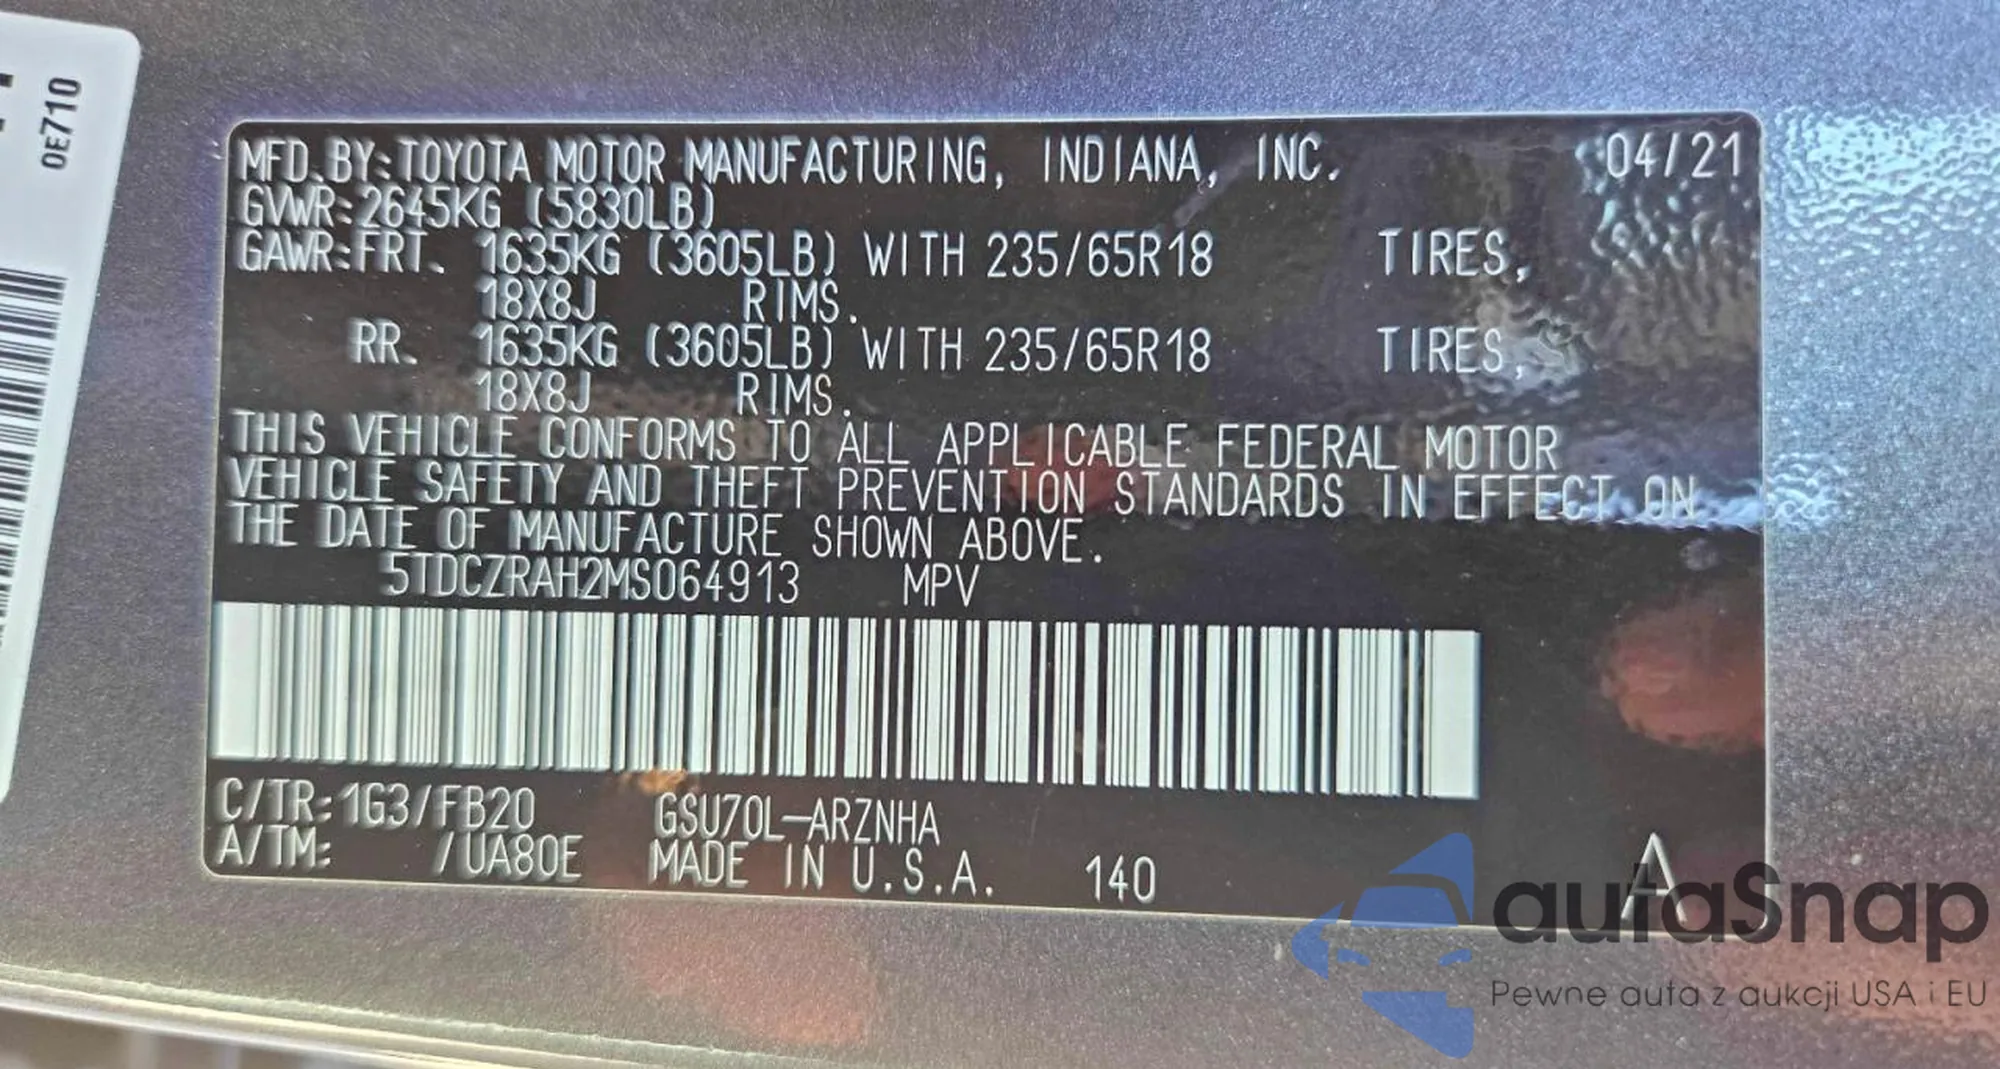 0E710
MFD.BY:TOYOTA MOTOR MANUFACTURING, INDIANA, INC. 04/21
GVWR:2645KG (5830LB)
GAWR:FRT. 1635KG (3605LB) WITH 235/65R18 TIRES,
18X8J RIMS.
RR. 1635KG (3605LB) WITH 235/65R18 TIRES,
18X8J RIMS.
THIS VEHICLE CONFORMS TO ALL APPLICABLE FEDERAL MOTOR
VEHICLE SAFETY AND THEFT PREVENTION STANDARDS IN EFFECT ON
THE DATE OF MANUFACTURE SHOWN ABOVE.
5TDCZRAH2MS064913 MPV
C/TR:1G3/FB20 GSU70L-ARZNHA
A/TM: /UA80E MADE IN U.S.A. 140 A
autaSnap
Pewne auta z aukcji USA i EU